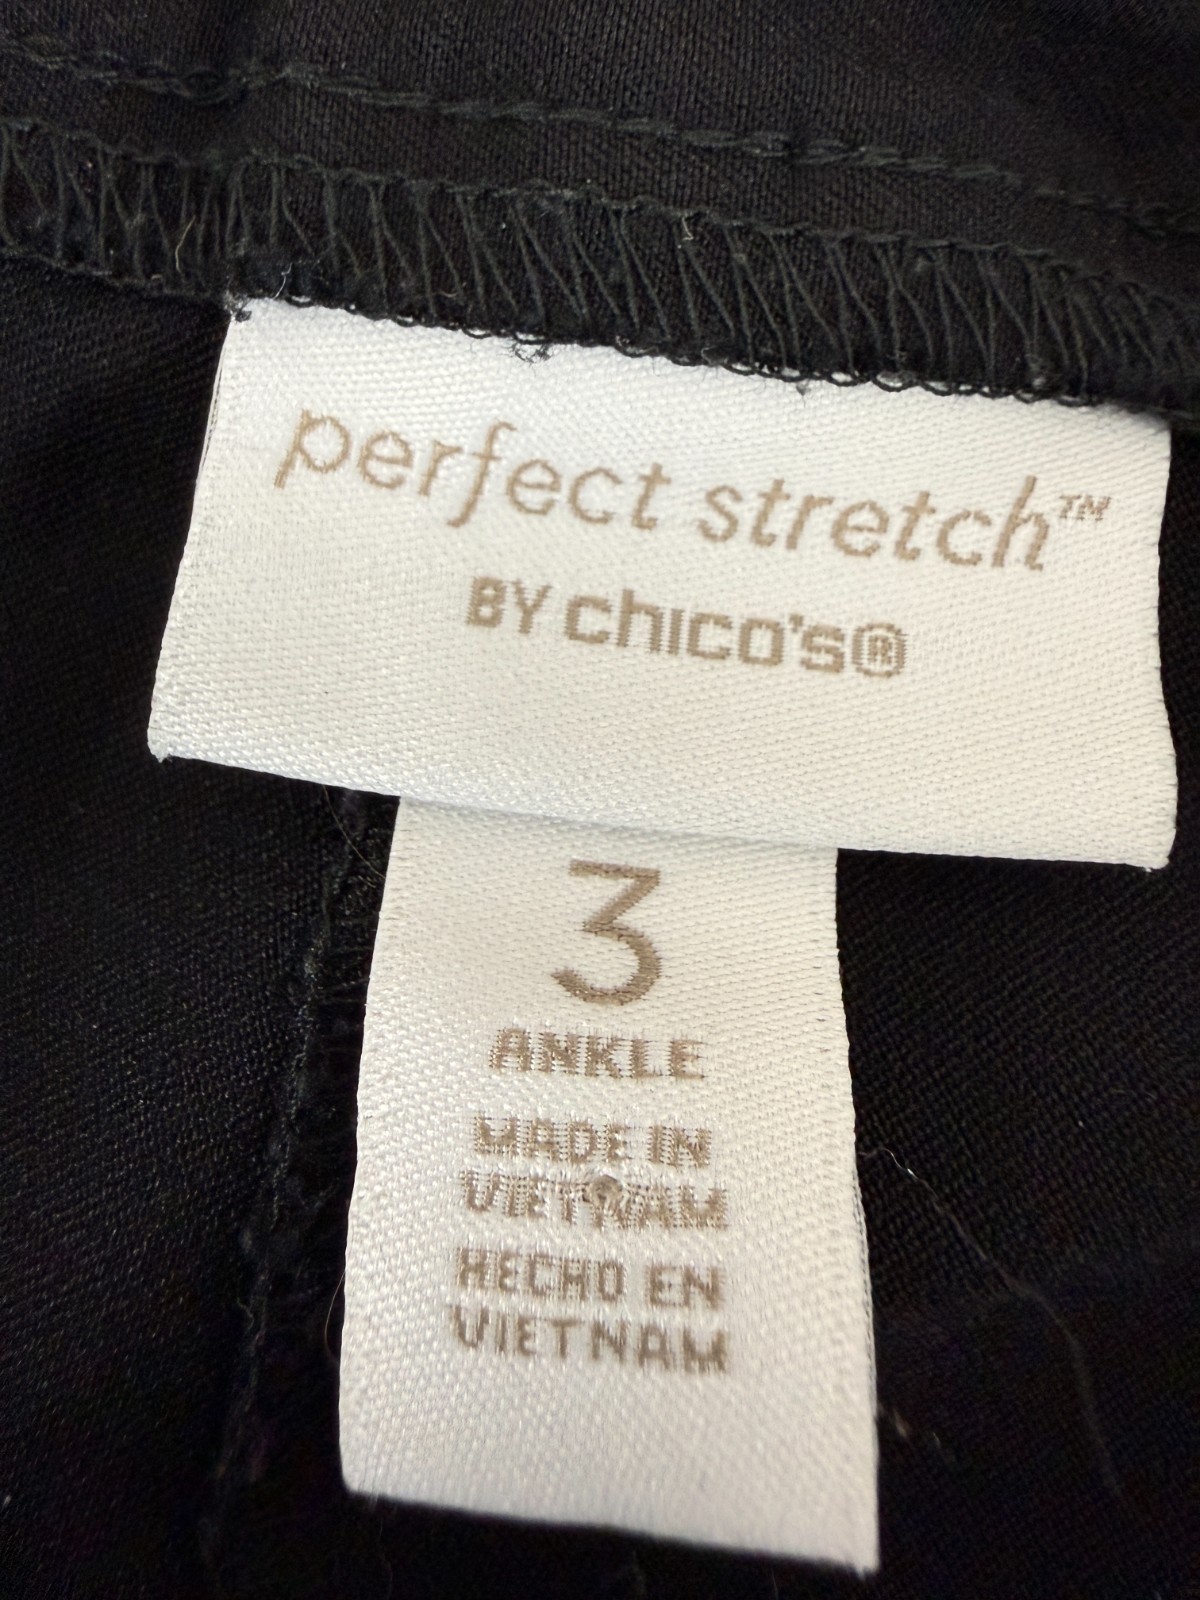 perfect stretch™
BY chico's®
3
ANKLE
MADE IN
VIETNAM
HECHO EN
VIETNAM